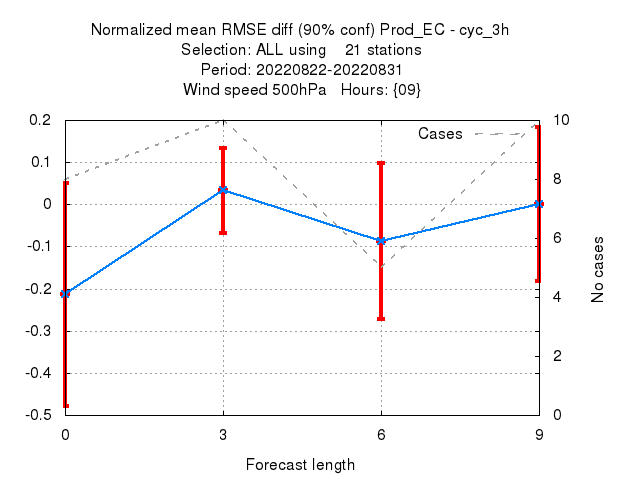 Normalized mean RMSE diff (90% conf) Prod_EC - cyc_3h
Selection: ALL using    21 stations
Period: 20220822-20220831
Wind speed 500hPa   Hours: {09}
Cases
0.2
0.1
0
-0.1
-0.2
-0.3
-0.4
-0.5
10
8
6
4
2
0
No cases
0 3 6 9
Forecast length